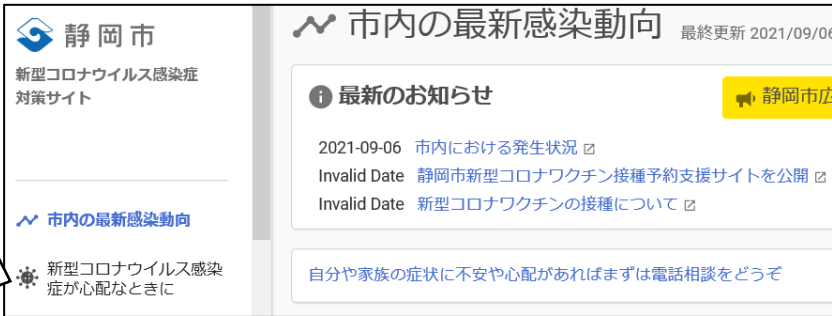 静岡市
新型コロナウイルス感染症
対策サイト
市内の最新感染動向
新型コロナウイルス感染
症が心配なときに
市内の最新感染動向 最終更新 2021/09/06
最新のお知らせ
静岡市広
2021-09-06 市内における発生状況
Invalid Date 静岡市新型コロナワクチン接種予約支援サイトを公開
Invalid Date 新型コロナワクチンの接種について
自分や家族の症状に不安や心配があればまずは電話相談をどうぞ